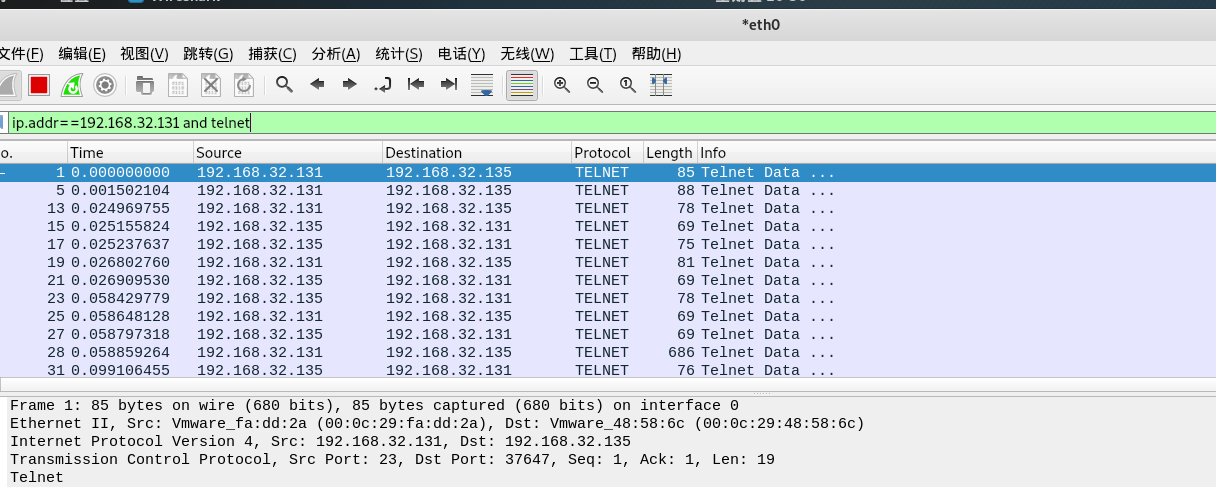 *eth0
文件(F) 编辑(E) 视图(V) 跳转(G) 捕获(C) 分析(A) 统计(S) 电话(Y) 无线(W) 工具(T) 帮助(H)
ip.addr==192.168.32.131 and telnet
o. Time Source Destination Protocol Length Info
1 0.000000000 192.168.32.131 192.168.32.135 TELNET 85 Telnet Data ...
5 0.001502104 192.168.32.131 192.168.32.135 TELNET 88 Telnet Data ...
13 0.024969755 192.168.32.131 192.168.32.135 TELNET 78 Telnet Data ...
15 0.025155824 192.168.32.135 192.168.32.131 TELNET 69 Telnet Data ...
17 0.025237637 192.168.32.135 192.168.32.131 TELNET 75 Telnet Data ...
19 0.026802760 192.168.32.131 192.168.32.135 TELNET 81 Telnet Data ...
21 0.026909530 192.168.32.135 192.168.32.131 TELNET 69 Telnet Data ...
23 0.058429779 192.168.32.131 192.168.32.135 TELNET 78 Telnet Data ...
25 0.058648128 192.168.32.135 192.168.32.131 TELNET 69 Telnet Data ...
27 0.058797318 192.168.32.135 192.168.32.131 TELNET 69 Telnet Data ...
28 0.058859264 192.168.32.131 192.168.32.135 TELNET 686 Telnet Data ...
31 0.099106455 192.168.32.135 192.168.32.131 TELNET 76 Telnet Data ...
Frame 1: 85 bytes on wire (680 bits), 85 bytes captured (680 bits) on interface 0
Ethernet II, Src: Vmware_fa:dd:2a (00:0c:29:fa:dd:2a), Dst: Vmware_48:58:6c (00:0c:29:48:58:6c)
Internet Protocol Version 4, Src: 192.168.32.131, Dst: 192.168.32.135
Transmission Control Protocol, Src Port: 23, Dst Port: 37647, Seq: 1, Ack: 1, Len: 19
Telnet